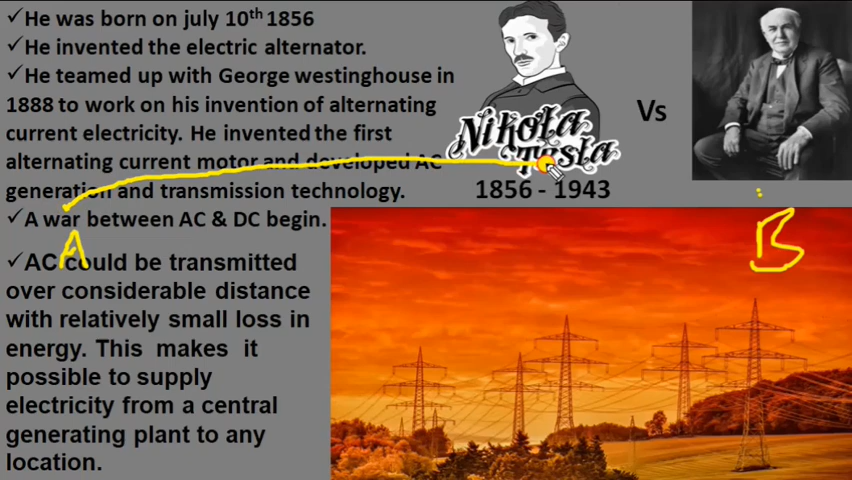 ✓He was born on july 10th 1856
✓He invented the electric alternator.
✓He teamed up with George westinghouse in
1888 to work on his invention of alternating
current electricity. He invented the first
alternating current motor and developed AC
generation and transmission technology.
✓A war between AC & DC begin.
✓AC could be transmitted
over considerable distance
with relatively small loss in
energy. This makes it
possible to supply
electricity from a central
generating plant to any
location.
Nikola
Tesla
1856 - 1943
Vs
A
B